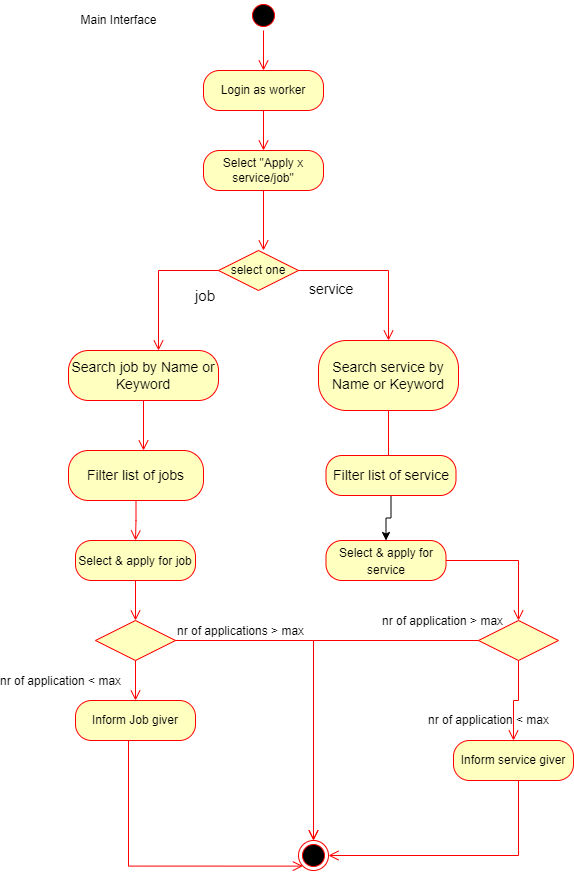 Main Interface
Login as worker
Select "Apply x
service/job"
select one
job
service
Search job by Name or
Keyword
Search service by
Name or Keyword
Filter list of jobs
Filter list of service
Select & apply for job
Select & apply for
service
nr of applications > max
nr of application > max
nr of application < max
Inform Job giver
nr of application < max
Inform service giver